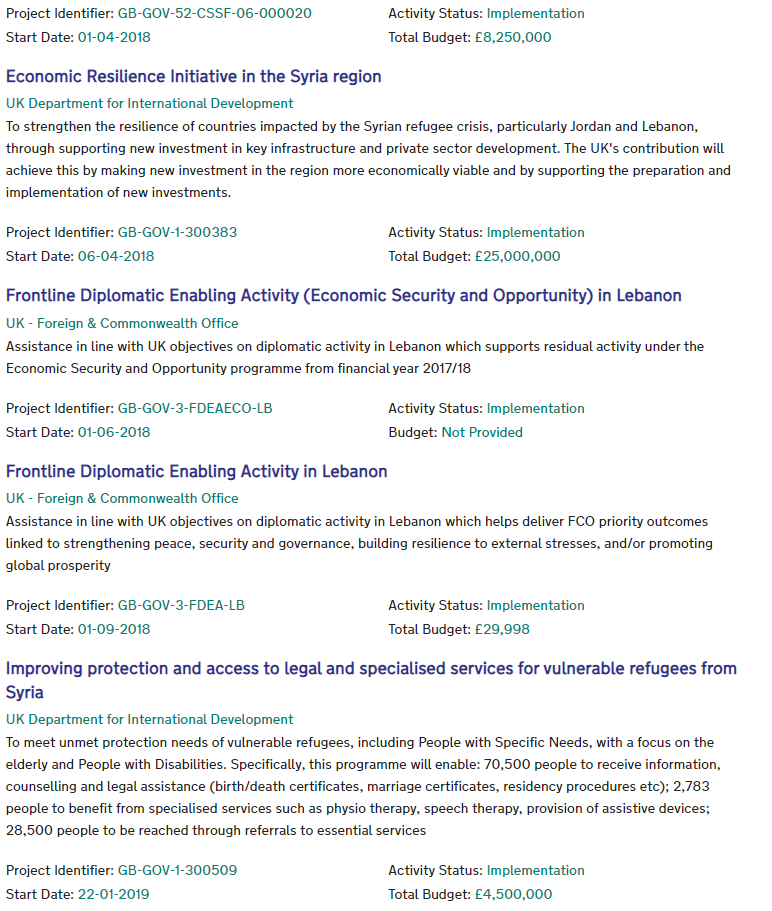 Project Identifier: GB-GOV-52-CSSF-06-000020 Activity Status: Implementation
Start Date: 01-04-2018 Total Budget: £8,250,000
Economic Resilience Initiative in the Syria region
UK Department for International Development
To strengthen the resilience of countries impacted by the Syrian refugee crisis, particularly Jordan and Lebanon,
through supporting new investment in key infrastructure and private sector development. The UK's contribution will
achieve this by making new investment in the region more economically viable and by supporting the preparation and
implementation of new investments.
Project Identifier: GB-GOV-1-300383 Activity Status: Implementation
Start Date: 06-04-2018 Total Budget: £25,000,000
Frontline Diplomatic Enabling Activity (Economic Security and Opportunity) in Lebanon
UK - Foreign & Commonwealth Office
Assistance in line with UK objectives on diplomatic activity in Lebanon which supports residual activity under the
Economic Security and Opportunity programme from financial year 2017/18
Project Identifier: GB-GOV-3-FDEAECO-LB Activity Status: Implementation
Start Date: 01-06-2018 Budget: Not Provided
Frontline Diplomatic Enabling Activity in Lebanon
UK - Foreign & Commonwealth Office
Assistance in line with UK objectives on diplomatic activity in Lebanon which helps deliver FCO priority outcomes
linked to strengthening peace, security and governance, building resilience to external stresses, and/or promoting
global prosperity
Project Identifier: GB-GOV-3-FDEA-LB Activity Status: Implementation
Start Date: 01-09-2018 Total Budget: £29,998
Improving protection and access to legal and specialised services for vulnerable refugees from
Syria
UK Department for International Development
To meet unmet protection needs of vulnerable refugees, including People with Specific Needs, with a focus on the
elderly and People with Disabilities. Specifically, this programme will enable: 70,500 people to receive information,
counselling and legal assistance (birth/death certificates, marriage certificates, residency procedures etc); 2,783
people to benefit from specialised services such as physio therapy, speech therapy, provision of assistive devices;
28,500 people to be reached through referrals to essential services
Project Identifier: GB-GOV-1-300509 Activity Status: Implementation
Start Date: 22-01-2019 Total Budget: £4,500,000